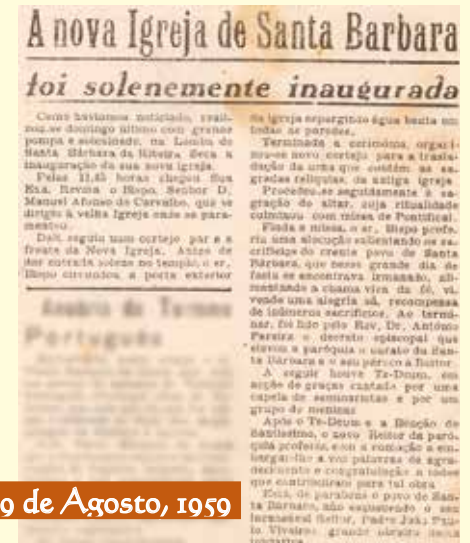 A nova Igreja de Santa Barbara
foi solenemente inaugurada
Como havíamos noticiado, reali-
zou-se domingo último com grande
pompa e solenidade, na Lomba de
Santa Bárbara da Ribeira Seca a
inauguração da sua nova igreja.
Pelas 11,45 horas chegou Sua
Exa. Revma o Bispo, Senhor D.
Manuel Afonso de Carvalho, que se
dirigiu à velha Igreja onde se para-
mentou.
Dali seguiu num cortejo para a
frente da Nova Igreja. Antes de
dar entrada solene no templo, o sr.
Bispo circundou a porta exterior
da igreja espargindo água benta em
todas as paredes.
Terminada a cerimónia, organi-
zou-se novo cortejo para a trasla-
dação da urna que contém as sa-
gradas relíquias, da antiga igreja
Procedeu-se seguidamente à sa-
gração do altar, cuja ritualidade
culminou com missa de Pontifical.
Finda a missa, o sr. Bispo profe-
riu uma alocução salientando os sa-
crifícios do crente povo de Santa
Bárbara, que nesse grande dia de
festa se encontrava irmanado, ali-
mentando a chama viva da fé, vi-
vendo uma alegria sã, recompensa
de inúmeros sacrifícios. Ao termi-
nar, foi lido pelo Rev. Dr. António
Pereira o decreto episcopal que
elevou a paróquia o curato de San-
ta Bárbara e o seu pároco a Reitor.
A seguir houve Te-Deum, em
acção de graças cantado por uma
capela de seminaristas e por um
grupo de meninas
Após o Te-Deum e a Bênção do
Santíssimo, o novo Reitor da paró-
quia proferiu, com a comoção a em-
bargar-lhe a voz palavras de agra-
decimento e congratulação a todos
que contribuíram para tal obra
Está de parabéns o povo de San-
ta Bárbara, não esquecendo o seu
incansável Reitor, Padre José Pau-
lo Vieira, grande obreiro desta
iniciativa
9 de Agosto, 1959